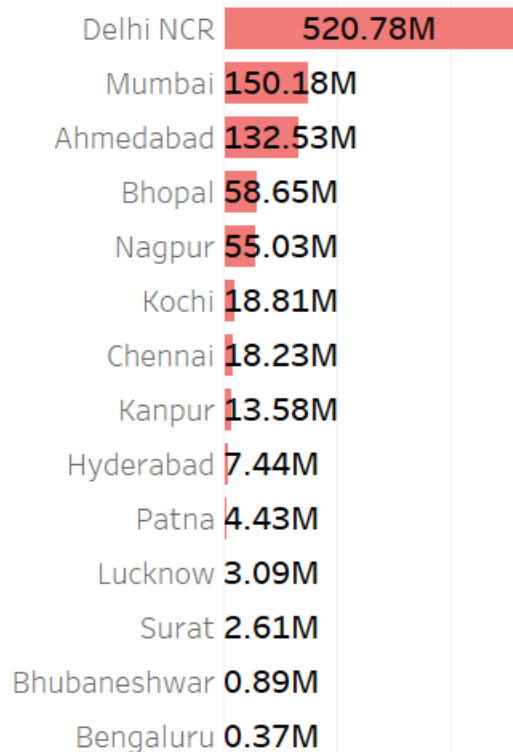 Delhi NCR 520.78M
Mumbai 150.18M
Ahmedabad 132.53M
Bhopal 58.65M
Nagpur 55.03M
Kochi 18.81M
Chennai 18.23M
Kanpur 13.58M
Hyderabad 7.44M
Patna 4.43M
Lucknow 3.09M
Surat 2.61M
Bhubaneshwar 0.89M
Bengaluru 0.37M